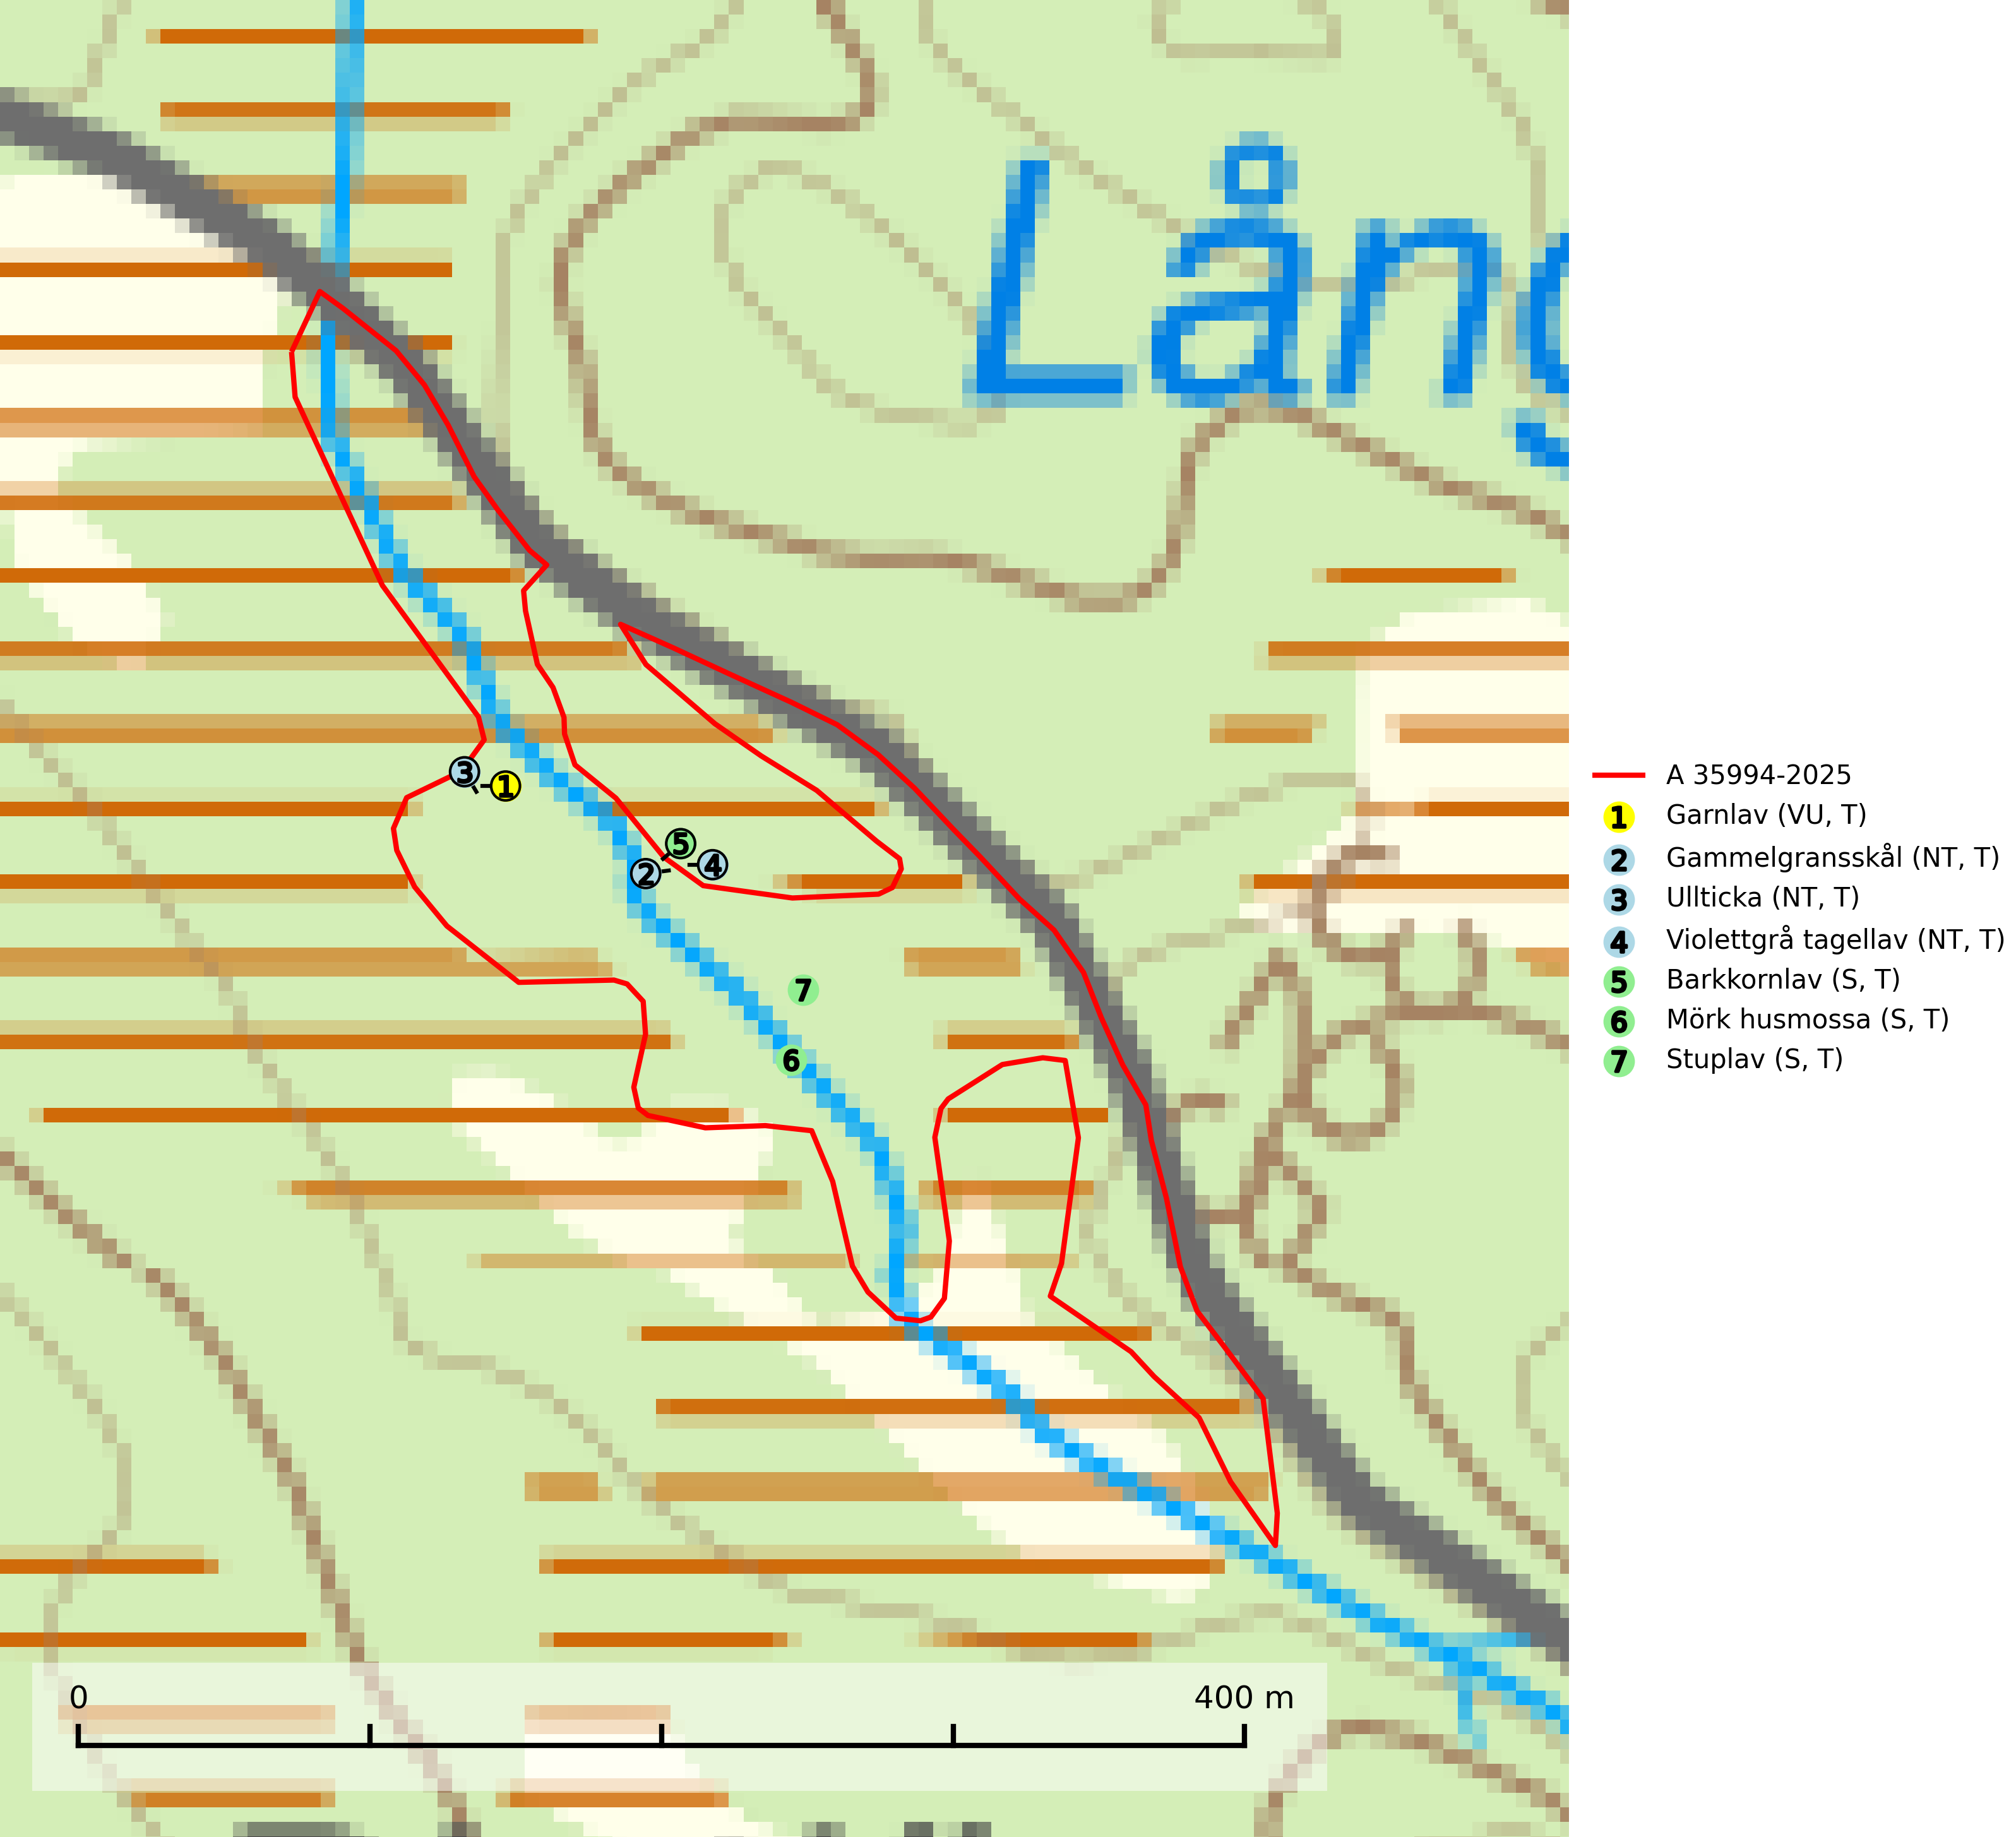 Lån
3
1
5
2
4
7
6
0
400 m
A 35994-2025
1 Garnlav (VU, T)
2 Gammelgransskål (NT, T)
3 Ullticka (NT, T)
4 Violettgrå tagellav (NT, T)
5 Barkkornlav (S, T)
6 Mörk husmossa (S, T)
7 Stuplav (S, T)